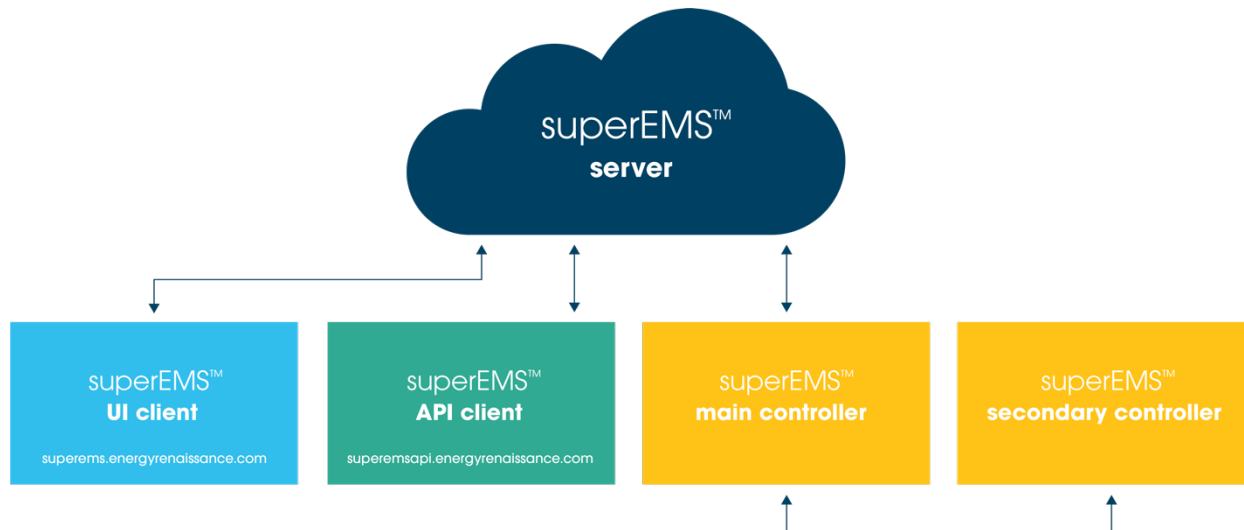 superEMS™
server
superEMS™
UI client
superems.energyrenaissance.com
superEMS™
API client
superemsapi.energyrenaissance.com
superEMS™
main controller
superEMS™
secondary controller